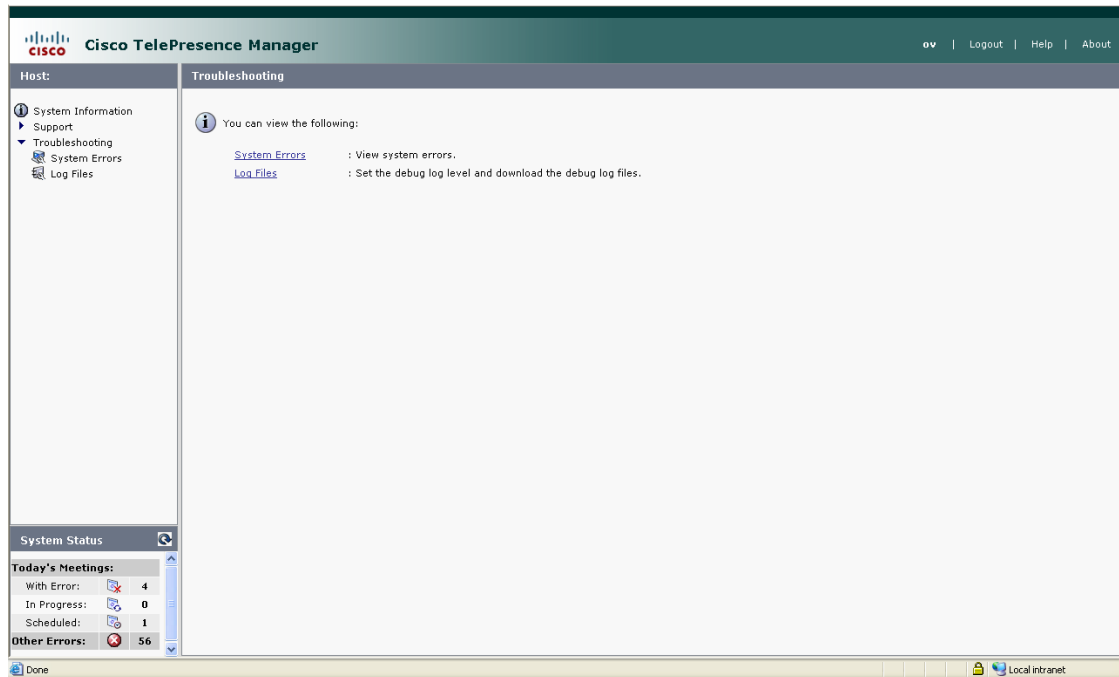 CISCO
Cisco TelePresence Manager
ov | Logout | Help | About
Host:
System Information
Support
Troubleshooting
System Errors
Log Files
Troubleshooting
You can view the following:
System Errors : View system errors.
Log Files : Set the debug log level and download the debug log files.
System Status
Today's Meetings:
With Error: 4
In Progress: 0
Scheduled: 1
Other Errors: 56
Done
Local intranet